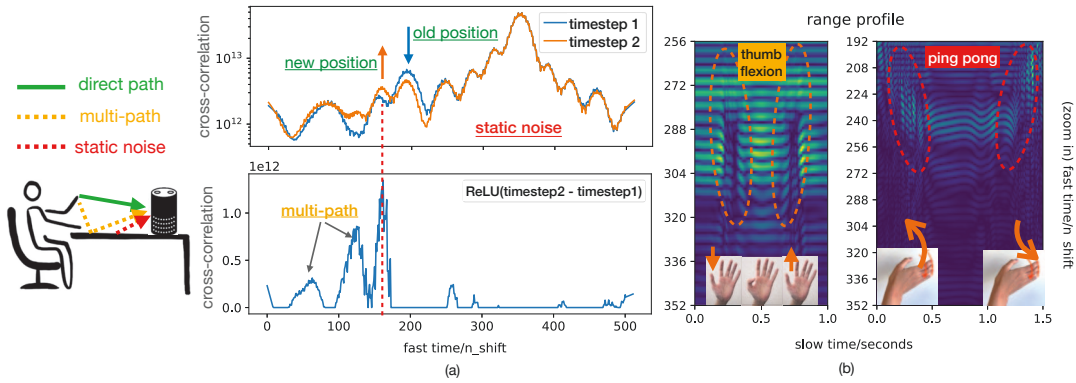 direct path
multi-path
static noise
cross-correlation
10¹³
10¹²
timestep 1
timestep 2
old position
new position
static noise
1e12
cross-correlation
1.0
0.5
0.0
ReLU(timestep2 - timestep1)
multi-path
0
100
200
300
400
500
fast time/n_shift
(a)
range profile
256
272
288
304
320
336
352
thumb
flexion
0.0
0.5
1.0
192
208
224
240
256
272
288
304
320
336
352
ping pong
0.0
0.5
1.0
1.5
(zoom in) fast time/n_shift
slow time/seconds
(b)